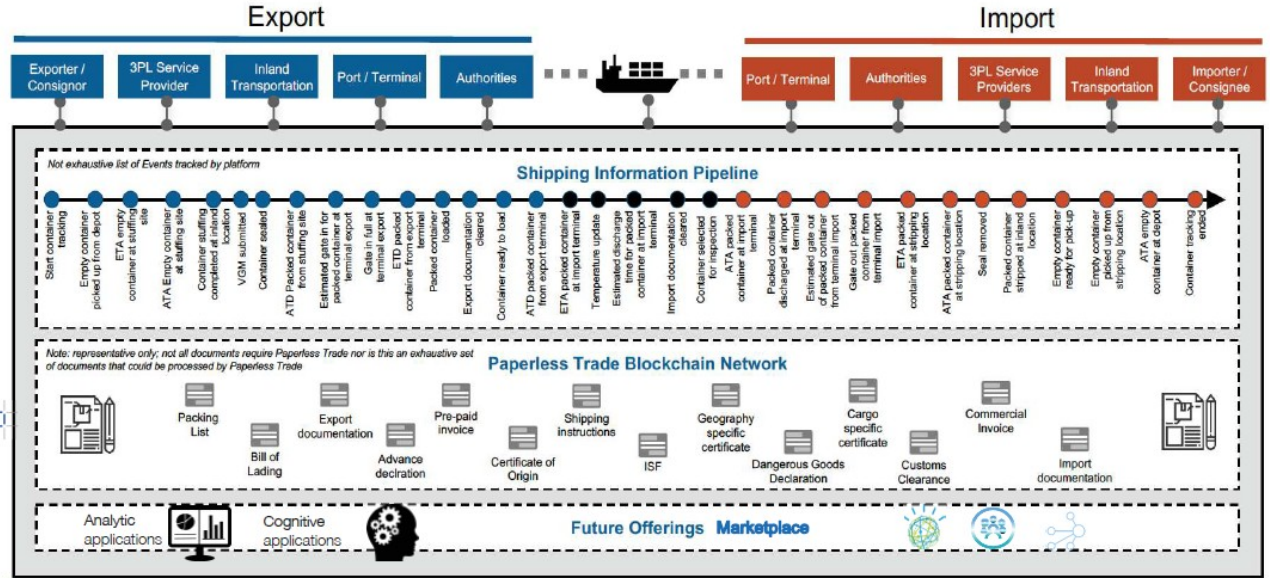 Export
Import
Exporter /
Consignor
3PL Service
Provider
Inland
Transportation
Port / Terminal
Authorities
Port / Terminal
Authorities
3PL Service
Providers
Inland
Transportation
Importer /
Consignee
Not exhaustive list of Events tracked by platform
Shipping Information Pipeline
Start container
tracking
Empty container
picked up from depot
ETA empty
container at stuffing
site
ATA Empty container
at stuffing site
Container stuffing
completed at inland
location
VGM submitted
Container sealed
ATD Packed container
from stuffing site
Estimated gate in for
packed container at
terminal export
Gate in full at
terminal export
ETD packed
container from export
terminal
Packed container
loaded
Export documentation
cleared
Container ready to load
ATD packed container
from export terminal
ETA packed container
at import terminal
Temperature update
Estimated discharge
time for packed
container at import
terminal
Import documentation
cleared
Container selected
for inspection
ATA packed
container at import
terminal
Packed container
discharged at import
terminal
Estimated gate out
of packed container
from terminal import
Gate out packed
container from
terminal import
ETA packed
container at stripping
location
ATA packed container
at stripping location
Seal removed
Packed container
stripped at inland
location
Empty container
ready for pick-up
Empty container
picked up from
stripping location
ATA empty
container at depot
Container tracking
ended
Note: representative only; not all documents require Paperless Trade nor is this an exhaustive set
of documents that could be processed by Paperless Trade
Paperless Trade Blockchain Network
Packing
List
Bill of
Lading
Export
documentation
Advance
declration
Pre-paid
invoice
Certificate of
Origin
Shipping
instructions
ISF
Geography
specific
certificate
Dangerous Goods
Declaration
Cargo
specific
certificate
Customs
Clearance
Commercial
Invoice
Import
documentation
Analytic
applications
Cognitive
applications
Future Offerings Marketplace